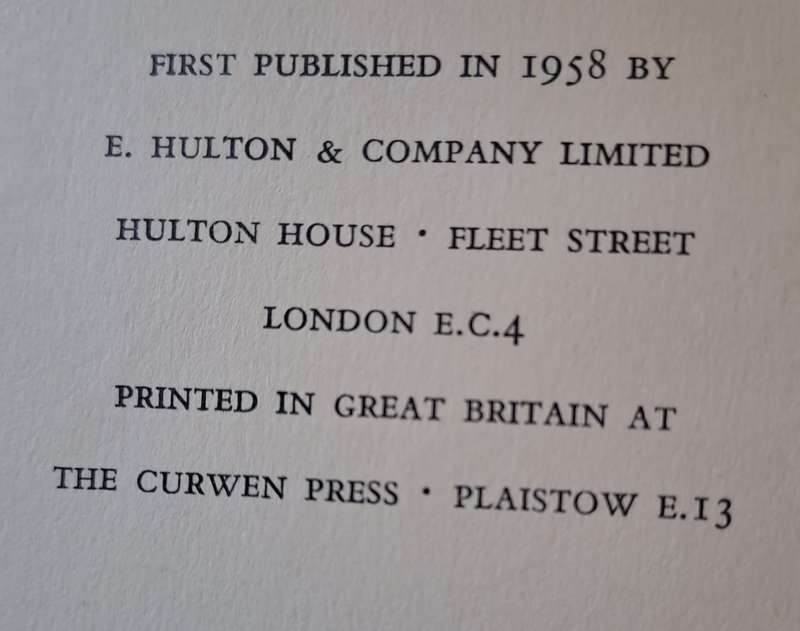 FIRST PUBLISHED IN 1958 BY
E. HULTON & COMPANY LIMITED
HULTON HOUSE · FLEET STREET
LONDON E.C.4
PRINTED IN GREAT BRITAIN AT
THE CURWEN PRESS · PLAISTOW E.13